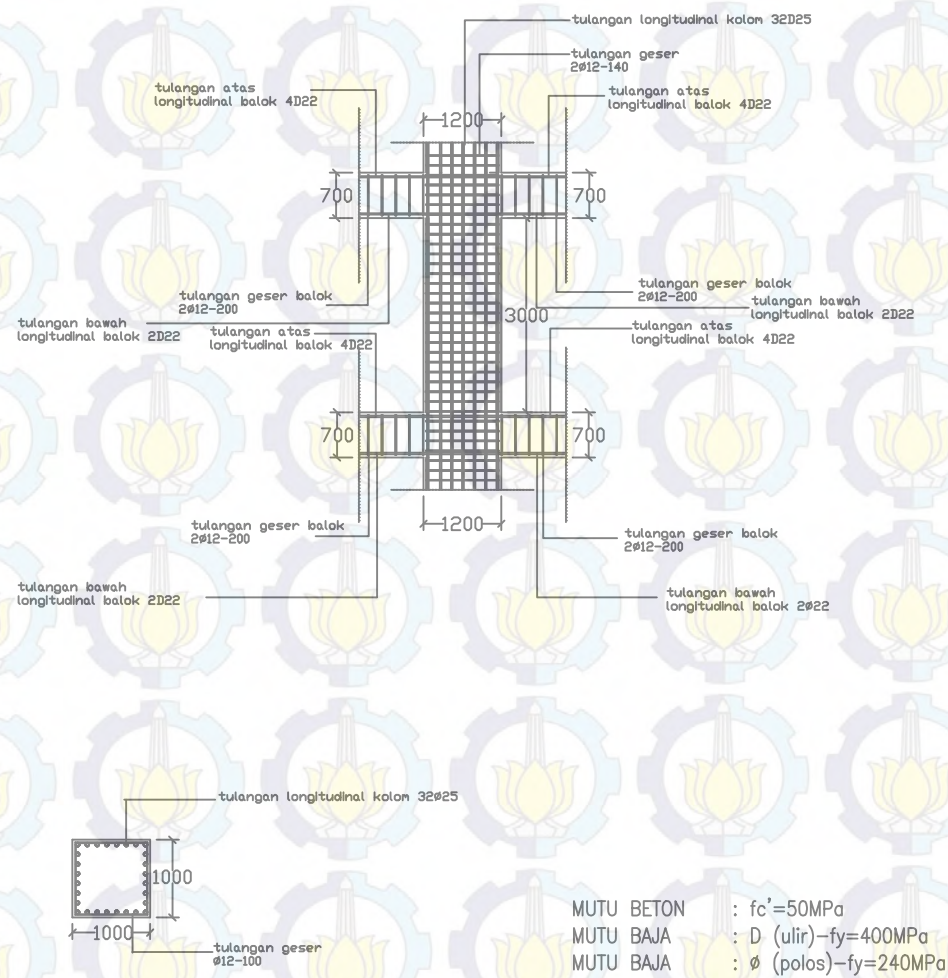 tulangan longitudinal kolom 32D25
tulangan geser
2ø12-140
tulangan atas
longitudinal balok 4D22
tulangan atas
longitudinal balok 4D22
1200
700
700
tulangan geser balok
2ø12-200
tulangan geser balok
2ø12-200
tulangan bawah
longitudinal balok 2D22
tulangan bawah
longitudinal balok 2D22
3000
tulangan atas
longitudinal balok 4D22
tulangan atas
longitudinal balok 4D22
700
700
1200
tulangan geser balok
2ø12-200
tulangan geser balok
2ø12-200
tulangan bawah
longitudinal balok 2D22
tulangan bawah
longitudinal balok 2ø22
tulangan longitudinal kolom 32ø25
1000
1000
tulangan geser
ø12-100
MUTU BETON : fc'=50MPa
MUTU BAJA : D (ulir)-fy=400MPa
MUTU BAJA : ø (polos)-fy=240MPa